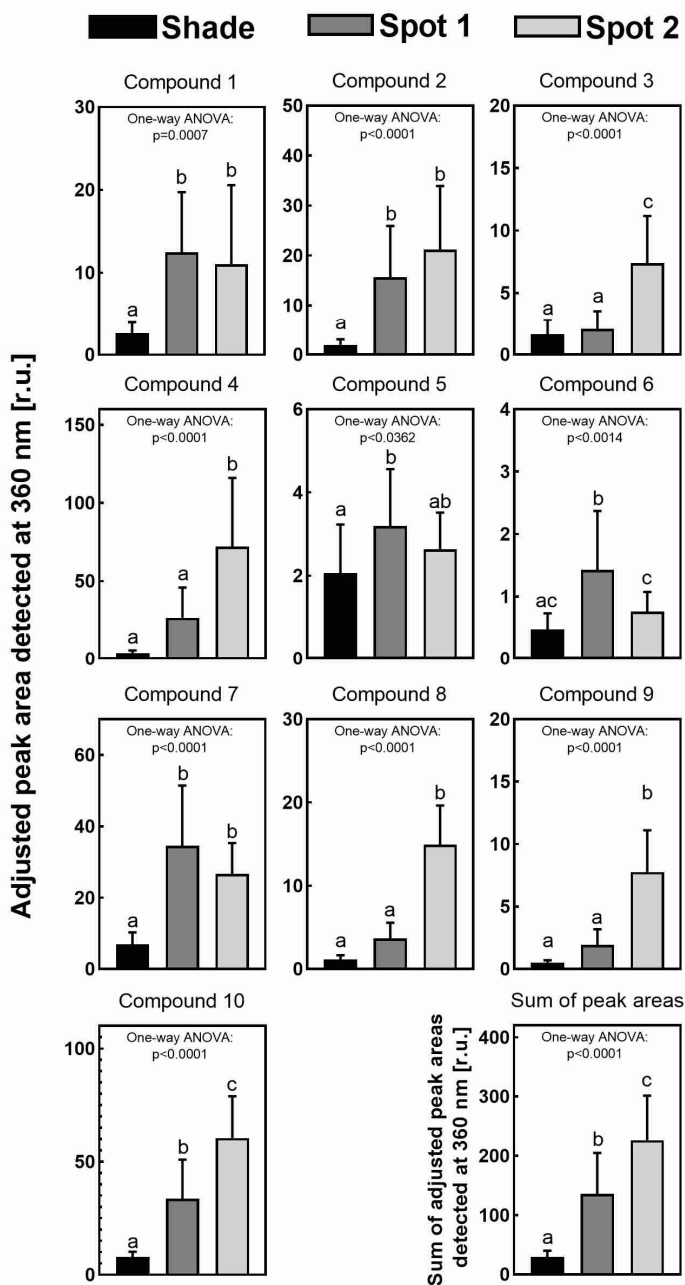 Shade Spot 1 Spot 2
Adjusted peak area detected at 360 nm [r.u.]
Compound 1
One-way ANOVA:
p=0.0007
30
20
10
0
a
b
b
Compound 2
One-way ANOVA:
p<0.0001
50
40
30
20
10
0
a
b
b
Compound 3
One-way ANOVA:
p<0.0001
20
15
10
5
0
a
a
c
Compound 4
One-way ANOVA:
p<0.0001
150
100
50
0
a
a
b
Compound 5
One-way ANOVA:
p<0.0362
6
4
2
0
a
b
ab
Compound 6
One-way ANOVA:
p<0.0014
4
3
2
1
0
ac
b
c
Compound 7
One-way ANOVA:
p<0.0001
60
40
20
0
a
b
b
Compound 8
One-way ANOVA:
p<0.0001
30
20
10
0
a
a
b
Compound 9
One-way ANOVA:
p<0.0001
20
15
10
5
0
a
a
b
Compound 10
One-way ANOVA:
p<0.0001
100
50
0
a
b
c
Sum of peak areas
Sum of adjusted peak areas
detected at 360 nm [r.u.]
One-way ANOVA:
p<0.0001
400
300
200
100
0
a
b
c